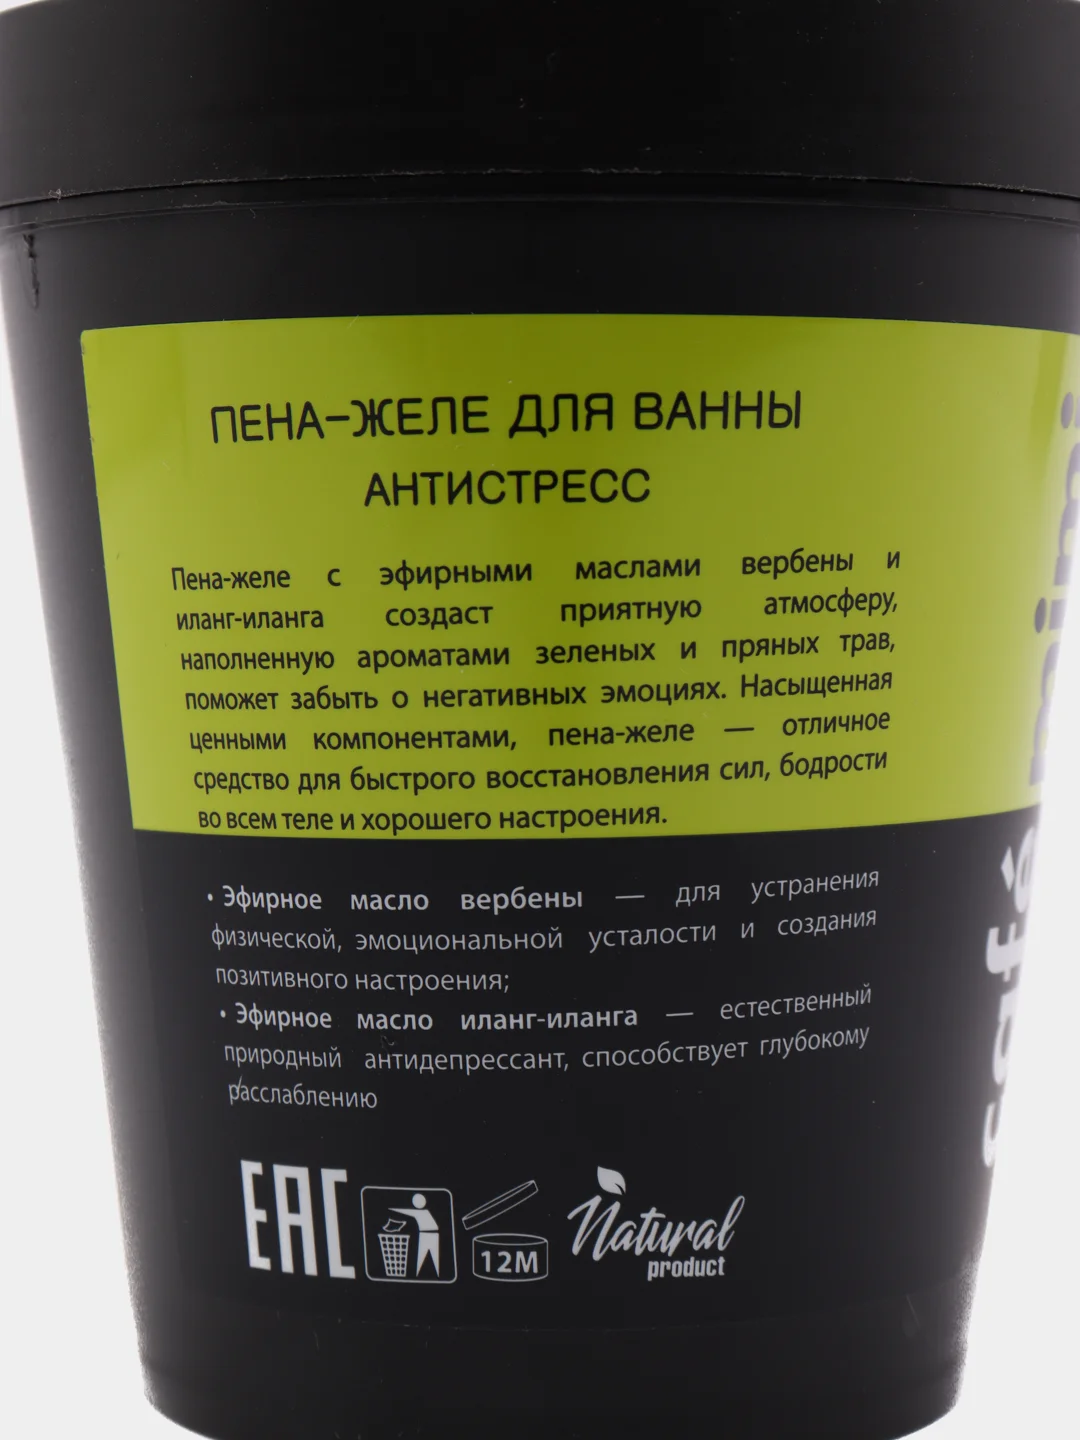 ПЕНА-ЖЕЛЕ ДЛЯ ВАННЫ
АНТИСТРЕСС
Пена-желе с эфирными маслами вербены и
иланг-иланга создаст приятную атмосферу,
наполненную ароматами зеленых и пряных трав,
поможет забыть о негативных эмоциях. Насыщенная
ценными компонентами, пена-желе — отличное
средство для быстрого восстановления сил, бодрости
во всем теле и хорошего настроения.
• Эфирное масло вербены — для устранения
физической, эмоциональной усталости и создания
позитивного настроения;
• Эфирное масло иланг-иланга — естественный
природный антидепрессант, способствует глубокому
расслаблению
EAC
12M
Natural
product
café mimi